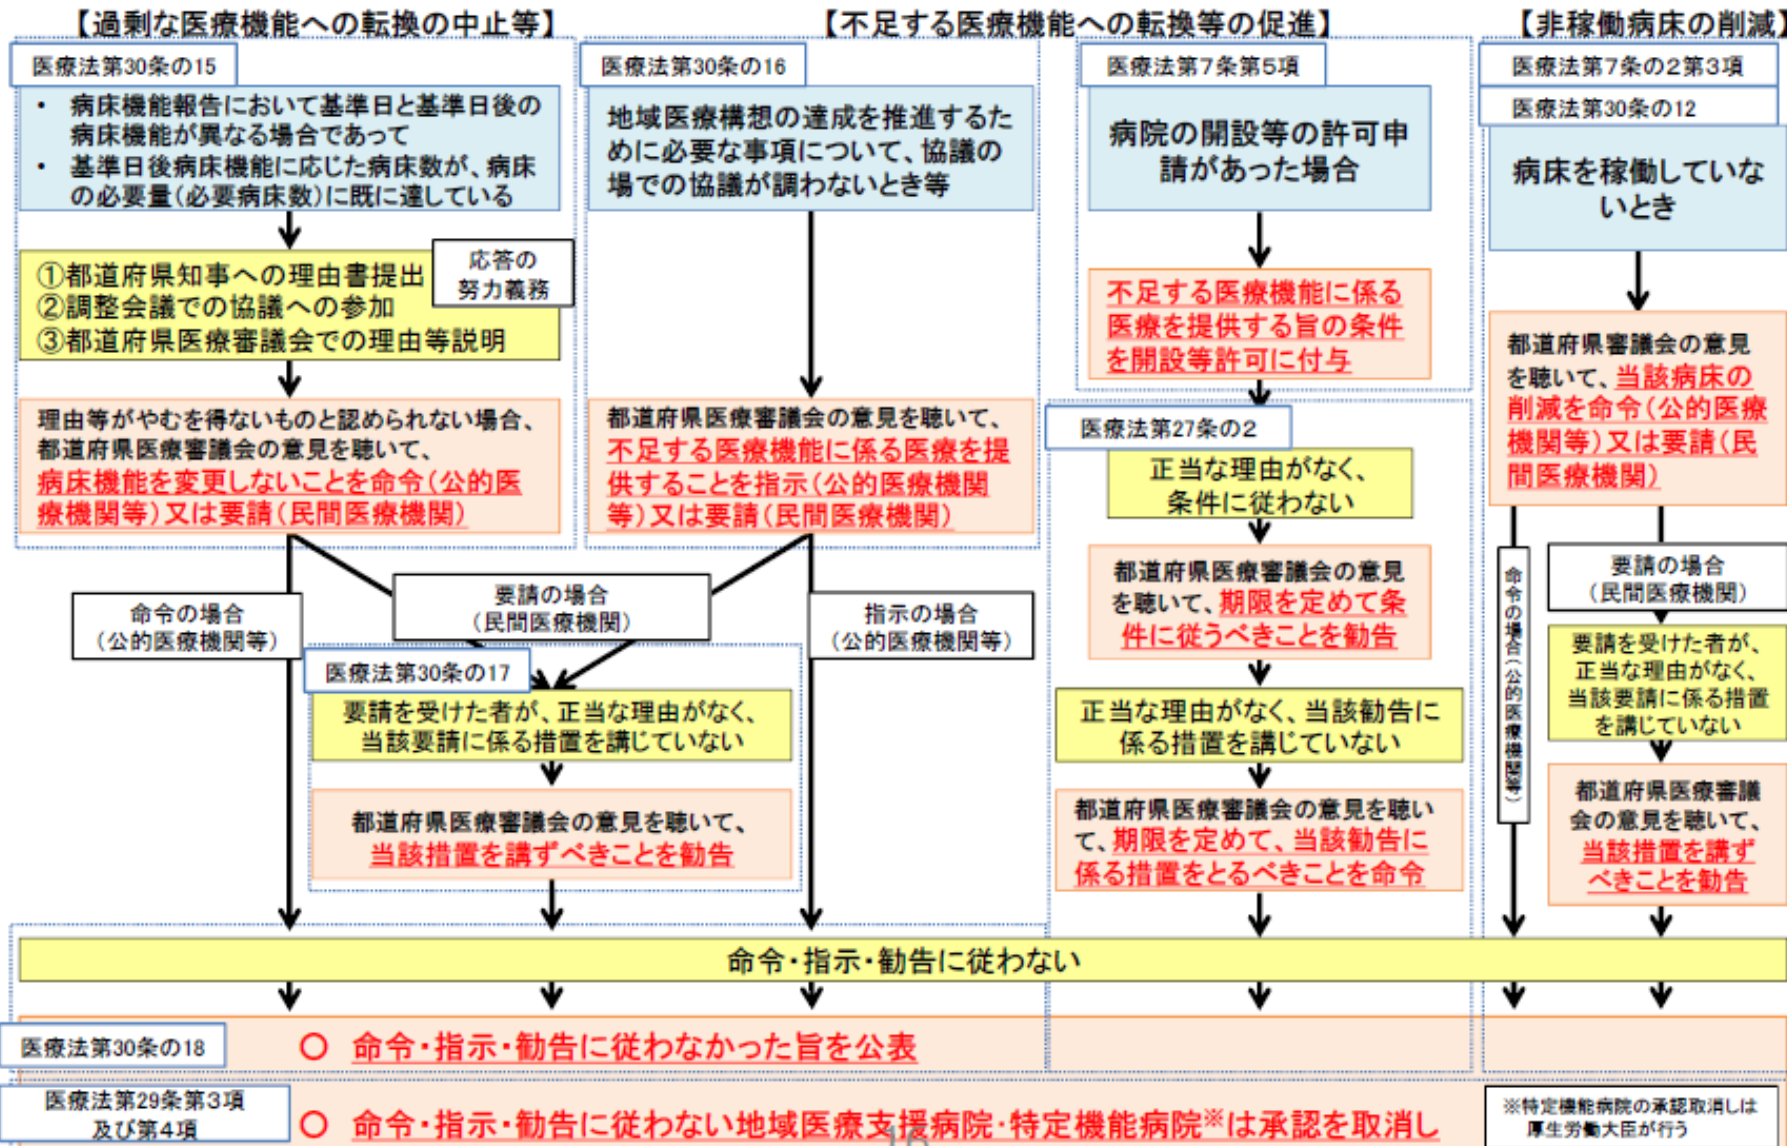 【過剰な医療機能への転換の中止等】
【不足する医療機能への転換等の促進】
【非稼働病床の削減】
医療法第30条の15
・ 病床機能報告において基準日と基準日後の
病床機能が異なる場合であって
・ 基準日後病床機能に応じた病床数が、病床
の必要量(必要病床数)に既に達している
①都道府県知事への理由書提出
②調整会議での協議への参加
③都道府県医療審議会での理由等説明
応答の
努力義務
理由等がやむを得ないものと認められない場合、
都道府県医療審議会の意見を聴いて、
病床機能を変更しないことを命令(公的医
療機関等)又は要請(民間医療機関)
医療法第30条の16
地域医療構想の達成を推進するた
めに必要な事項について、協議の
場での協議が調わないとき等
都道府県医療審議会の意見を聴いて、
不足する医療機能に係る医療を提
供することを指示(公的医療機関
等)又は要請(民間医療機関)
命令の場合
(公的医療機関等)
要請の場合
(民間医療機関)
指示の場合
(公的医療機関等)
医療法第30条の17
要請を受けた者が、正当な理由がなく、
当該要請に係る措置を講じていない
都道府県医療審議会の意見を聴いて、
当該措置を講ずべきことを勧告
医療法第7条第5項
病院の開設等の許可申
請があった場合
不足する医療機能に係る
医療を提供する旨の条件
を開設等許可に付与
医療法第27条の2
正当な理由がなく、
条件に従わない
都道府県医療審議会の意見
を聴いて、期限を定めて条
件に従うべきことを勧告
正当な理由がなく、当該勧告に
係る措置を講じていない
都道府県医療審議会の意見を聴い
て、期限を定めて、当該勧告に
係る措置をとるべきことを命令
医療法第7条の2第3項
医療法第30条の12
病床を稼働していな
いとき
都道府県審議会の意見
を聴いて、当該病床の
削減を命令(公的医療
機関等)又は要請(民
間医療機関)
命令の場合(公的医療機関等)
要請の場合
(民間医療機関)
要請を受けた者が、
正当な理由がなく、
当該要請に係る措置
を講じていない
都道府県医療審議
会の意見を聴いて、
当該措置を講ず
べきことを勧告
命令・指示・勧告に従わない
医療法第30条の18
○ 命令・指示・勧告に従わなかった旨を公表
医療法第29条第3項
及び第4項
○ 命令・指示・勧告に従わない地域医療支援病院・特定機能病院※は承認を取消し
※特定機能病院の承認取消しは
厚生労働大臣が行う
16